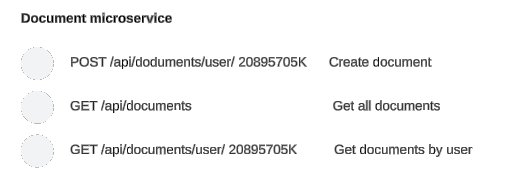 Document microservice
POST /api/doduments/user/ 20895705K Create document
GET /api/documents Get all documents
GET /api/documents/user/ 20895705K Get documents by user